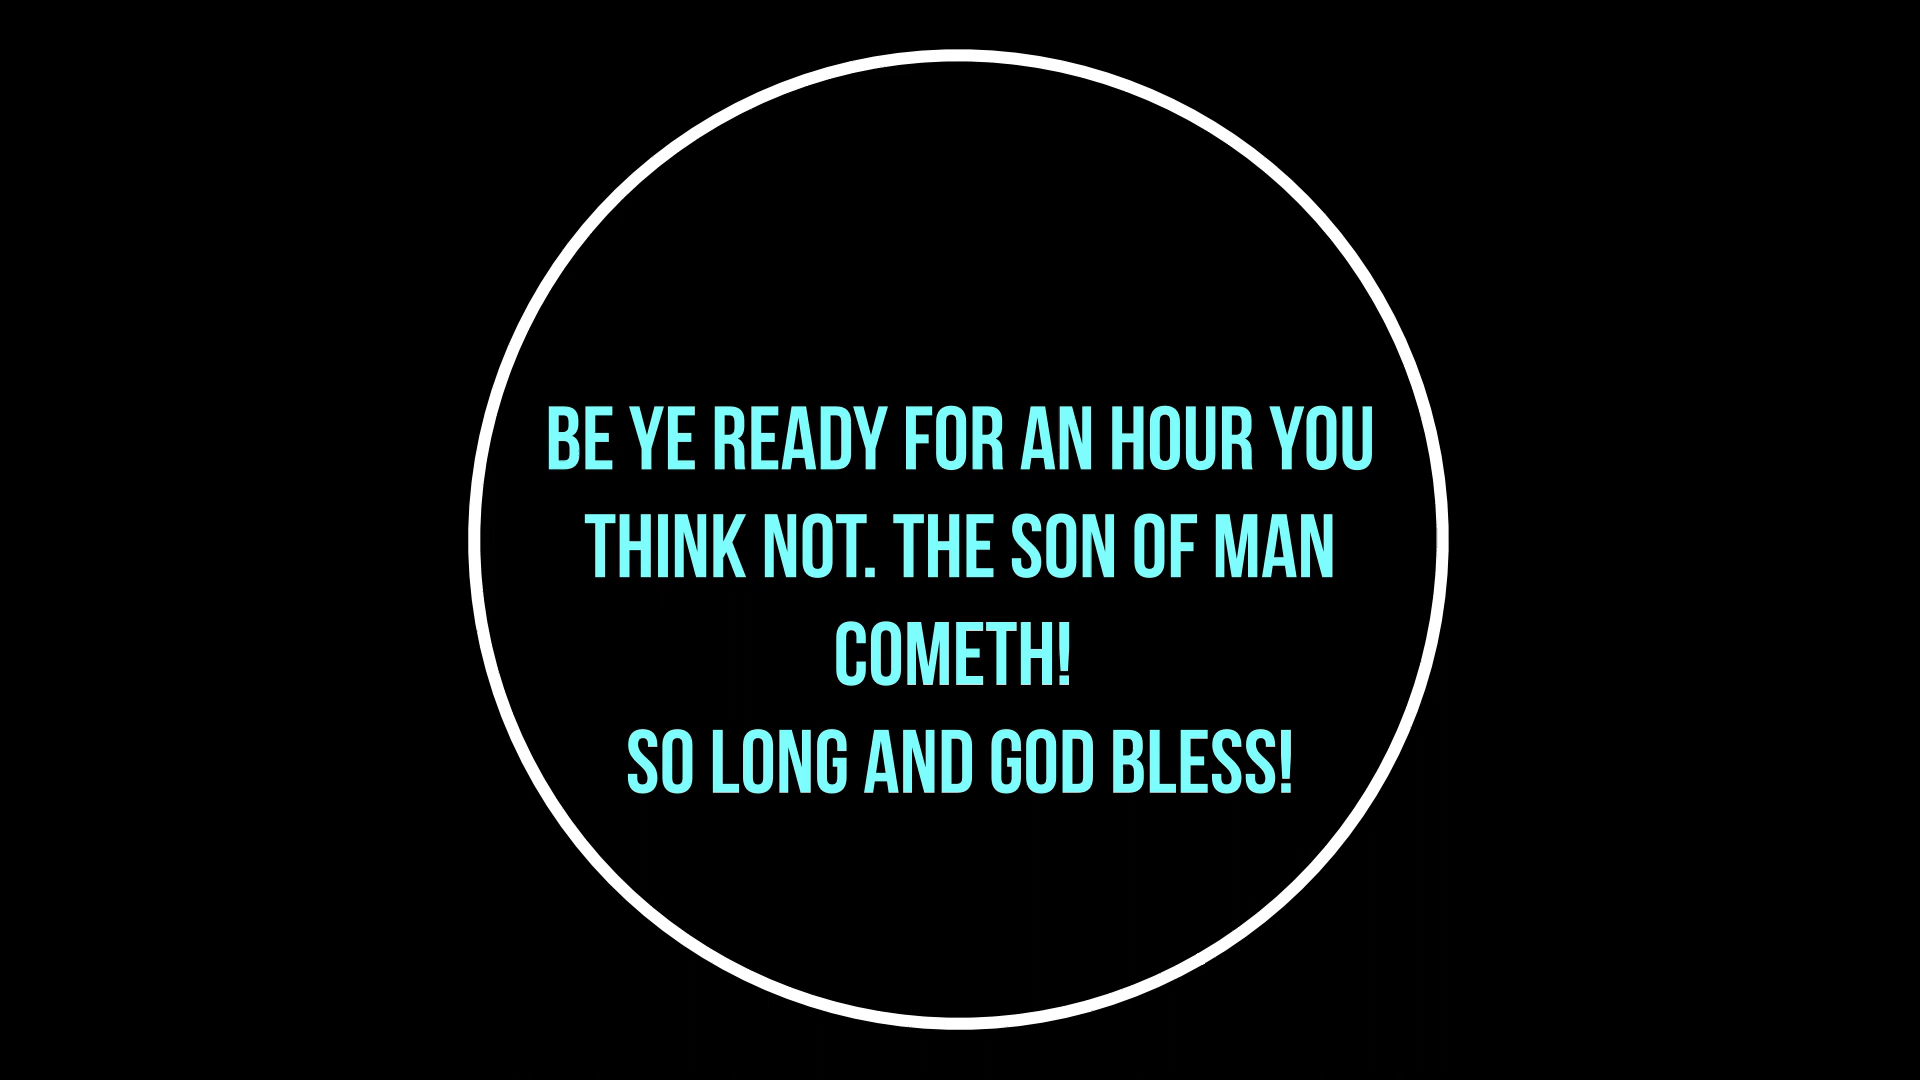 BE YE READY FOR AN HOUR YOU
THINK NOT. THE SON OF MAN
COMETH!
SO LONG AND GOD BLESS!